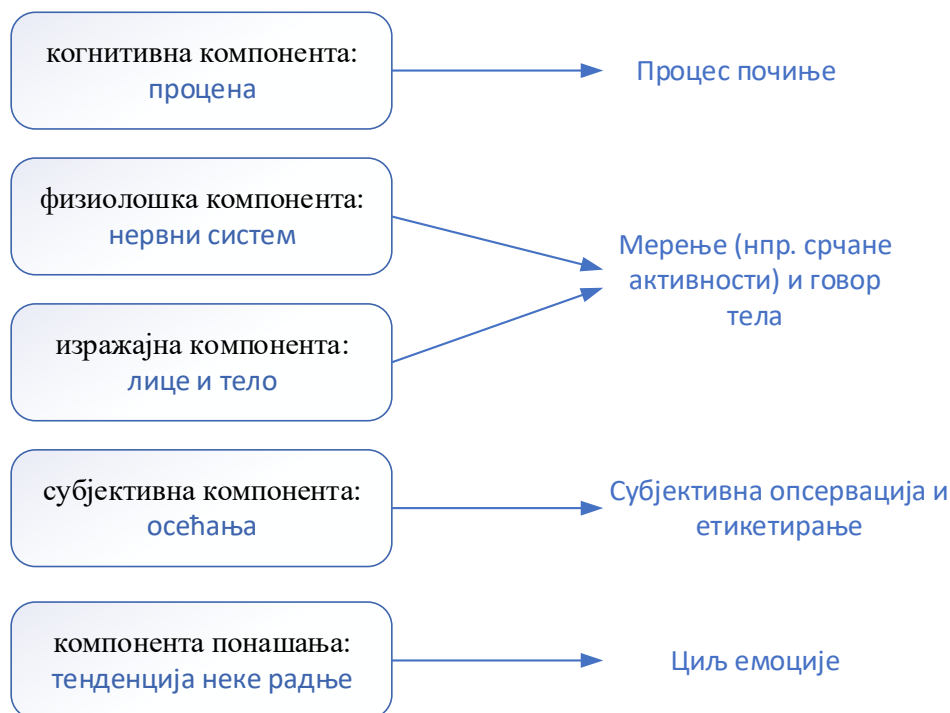 когнитивна компонента:
процена
Процес почиње
физиолошка компонента:
нервни систем
Мерење (нпр. срчане
активности) и говор
тела
изражајна компонента:
лице и тело
субјективна компонента:
осећања
Субјективна опсервација и
етикетирање
компонента понашања:
тенденција неке радње
Циљ емоције